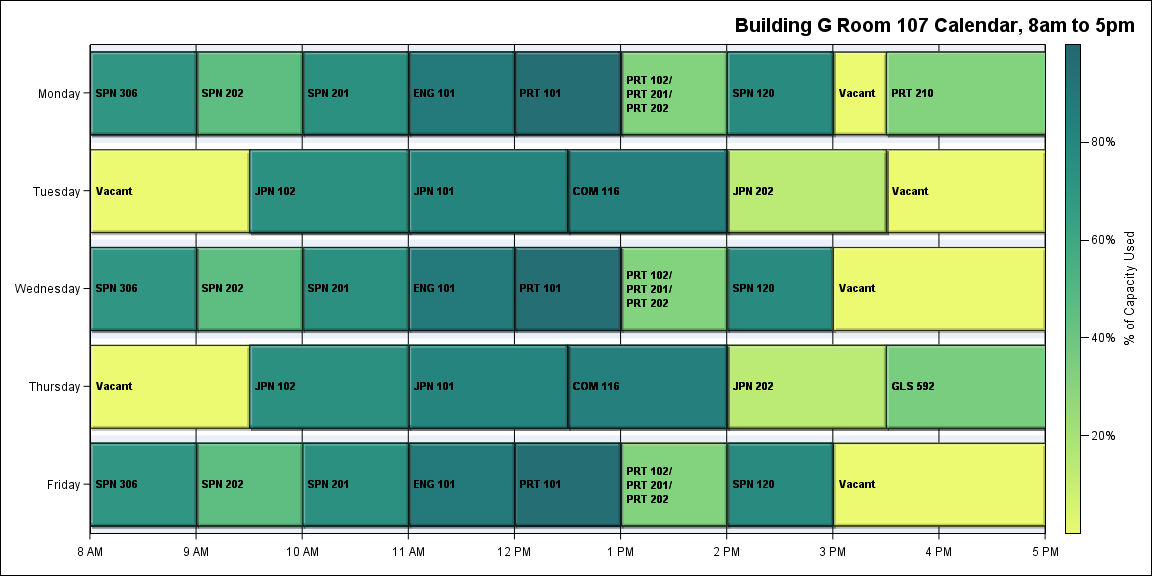 Building G Room 107 Calendar, 8am to 5pm
Monday
SPN 306
SPN 202
SPN 201
ENG 101
PRT 101
PRT 102/
PRT 201/
PRT 202
SPN 120
Vacant
PRT 210
Tuesday
Vacant
JPN 102
JPN 101
COM 116
JPN 202
Vacant
Wednesday
SPN 306
SPN 202
SPN 201
ENG 101
PRT 101
PRT 102/
PRT 201/
PRT 202
SPN 120
Vacant
Thursday
Vacant
JPN 102
JPN 101
COM 116
JPN 202
GLS 592
Friday
SPN 306
SPN 202
SPN 201
ENG 101
PRT 101
PRT 102/
PRT 201/
PRT 202
SPN 120
Vacant
8 AM
9 AM
10 AM
11 AM
12 PM
1 PM
2 PM
3 PM
4 PM
5 PM
80%
60%
40%
20%
% of Capacity Used